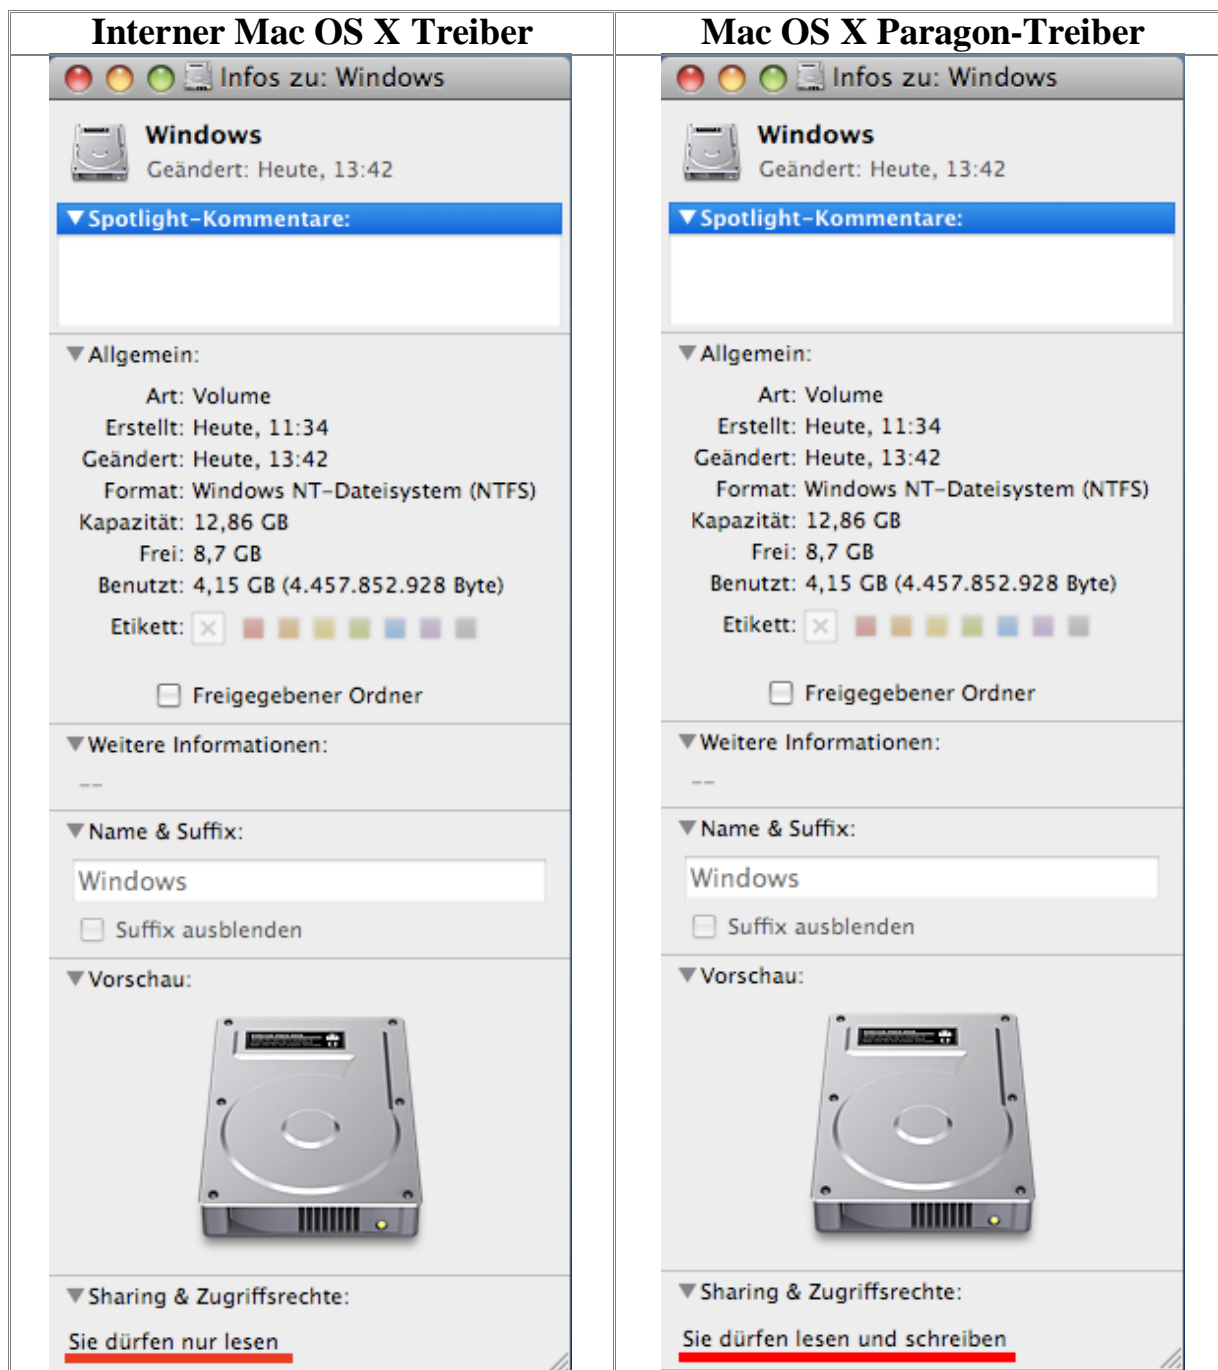 Interner Mac OS X Treiber
Infos zu: Windows
Windows
Geändert: Heute, 13:42
Spotlight-Kommentare:
Allgemein:
Art: Volume
Erstellt: Heute, 11:34
Geändert: Heute, 13:42
Format: Windows NT-Dateisystem (NTFS)
Kapazität: 12,86 GB
Frei: 8,7 GB
Benutzt: 4,15 GB (4.457.852.928 Byte)
Etikett:
Freigegebener Ordner
Weitere Informationen:
--
Name & Suffix:
Windows
Suffix ausblenden
Vorschau:
Sharing & Zugriffsrechte:
Sie dürfen nur lesen
Mac OS X Paragon-Treiber
Infos zu: Windows
Windows
Geändert: Heute, 13:42
Spotlight-Kommentare:
Allgemein:
Art: Volume
Erstellt: Heute, 11:34
Geändert: Heute, 13:42
Format: Windows NT-Dateisystem (NTFS)
Kapazität: 12,86 GB
Frei: 8,7 GB
Benutzt: 4,15 GB (4.457.852.928 Byte)
Etikett:
Freigegebener Ordner
Weitere Informationen:
--
Name & Suffix:
Windows
Suffix ausblenden
Vorschau:
Sharing & Zugriffsrechte:
Sie dürfen lesen und schreiben